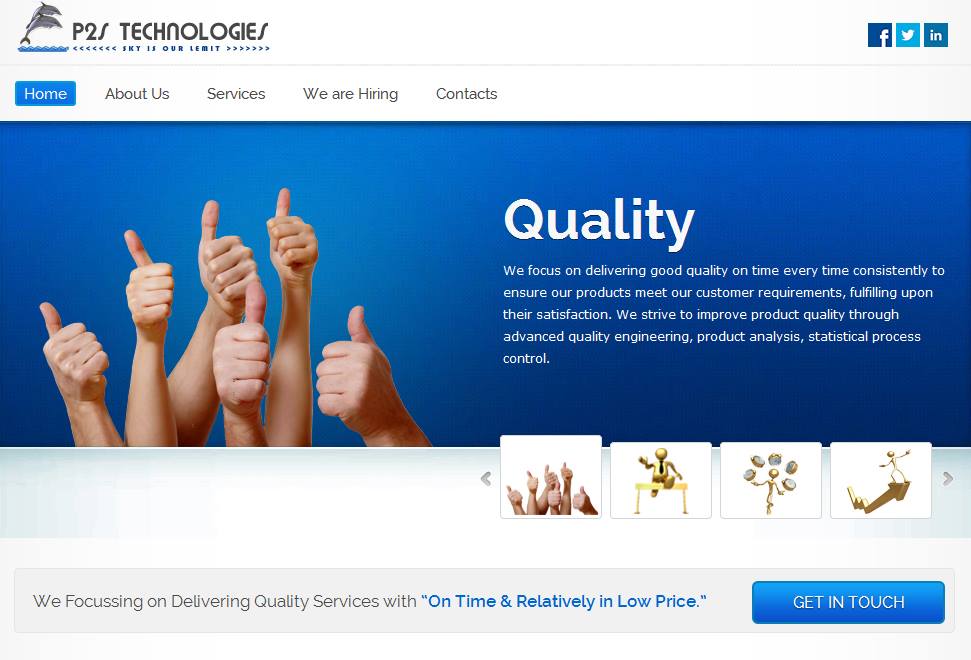 P2S TECHNOLOGIES
<<<<<<< SKY IS OUR LEMIT >>>>>>>
f in
Home About Us Services We are Hiring Contacts
Quality
We focus on delivering good quality on time every time consistently to
ensure our products meet our customer requirements, fulfilling upon
their satisfaction. We strive to improve product quality through
advanced quality engineering, product analysis, statistical process
control.
We Focussing on Delivering Quality Services with “On Time & Relatively in Low Price.”
GET IN TOUCH